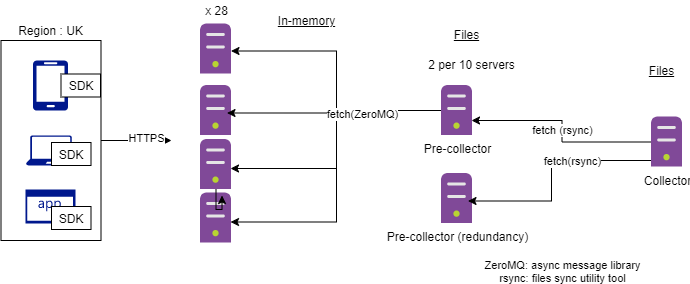 Region : UK
SDK
SDK
app
SDK
HTTPS
x 28
In-memory
fetch(ZeroMQ)
Files
2 per 10 servers
Pre-collector
Pre-collector (redundancy)
fetch (rsync)
fetch(rsync)
Files
Collector
ZeroMQ: async message library
rsync: files sync utility tool